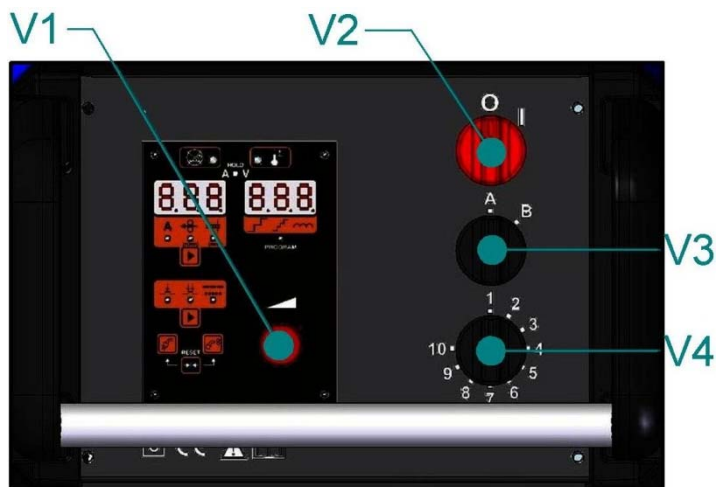 V1
V2
O I
HOLD
A V
8.8.8. 8.8.8.
A
PROGRAM
RESET
A
B
V3
1
2
3
4
5
6
7
8
9
10
V4